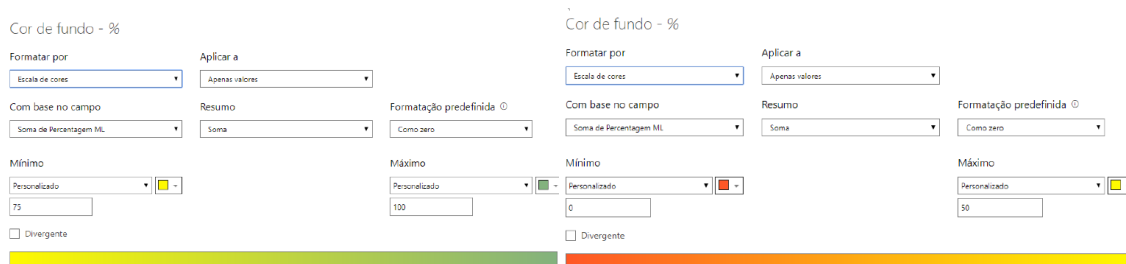 Cor de fundo - %
Formatar por Aplicar a
Escala de cores Apenas valores
Com base no campo Resumo Formatação predefinida
Soma de Percentagem ML Soma Como zero
Mínimo Máximo
Personalizado Personalizado
75 100
Divergente
Cor de fundo - %
Formatar por Aplicar a
Escala de cores Apenas valores
Com base no campo Resumo Formatação predefinida
Soma de Percentagem ML Soma Como zero
Mínimo Máximo
Personalizado Personalizado
0 50
Divergente